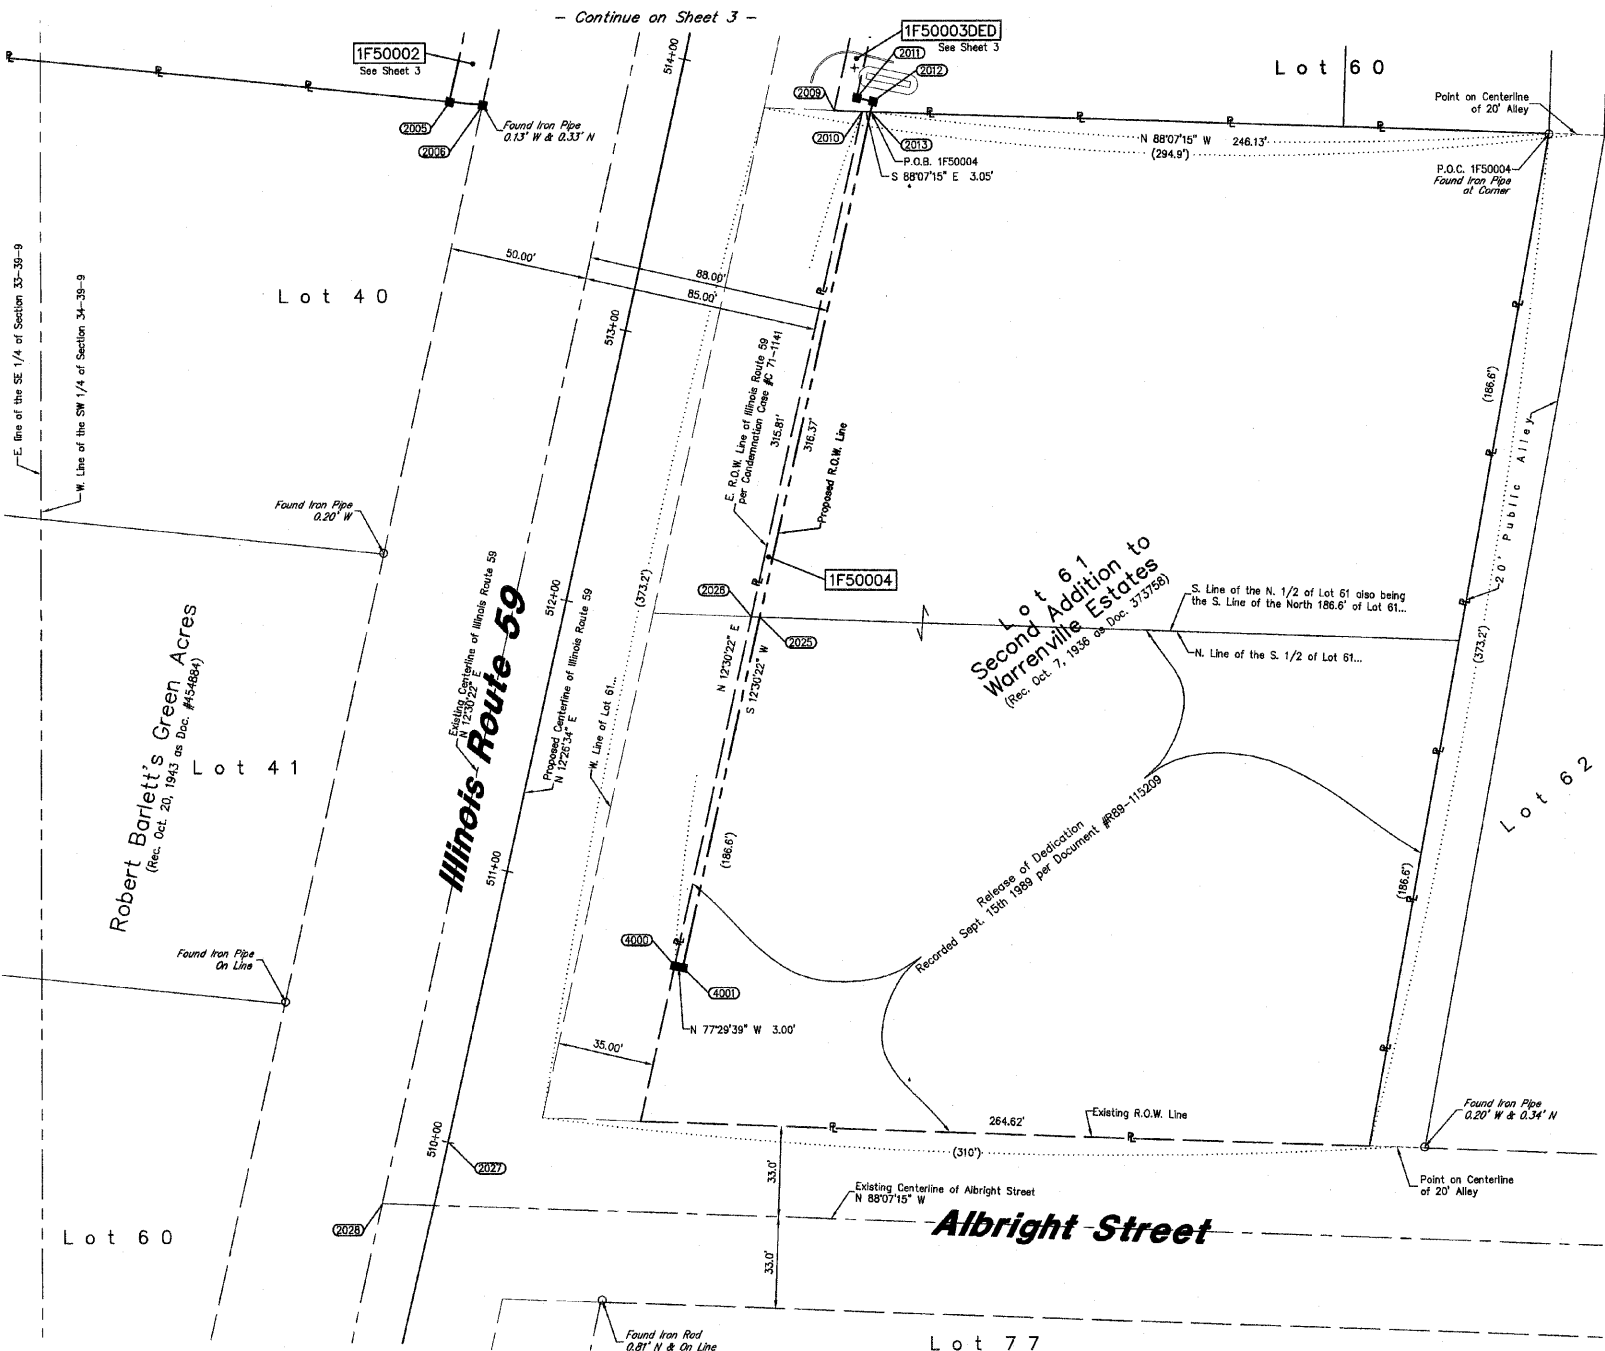 - Continue on Sheet 3 -
1F50002
See Sheet 3
514+00
1F50003DED
See Sheet 3
2011
2012
2009
2010
2013
Lot 60
Point on Centerline
of 20' Alley
2005
2006
Found Iron Pipe
0.13' W & 0.33' N
N 88°07'15" W 246.13'
(294.9')
P.O.B. 1F50004
S 88°07'15" E 3.05'
P.O.C. 1F50004
Found Iron Pipe
at Corner
E. line of the SE 1/4 of Section 33-39-9
W. Line of the SW 1/4 of Section 34-39-9
Lot 40
50.00'
88.00'
85.00'
513+00
E. R.O.W. Line of Illinois Route 59
per Condemnation Case #C 71-1141
315.81'
316.37'
Proposed R.O.W. Line
(186.6')
20' Public Alley
Found Iron Pipe
0.20' W
1F50004
Lot 61
Second Addition to
Warrenville Estates
(Rec. Oct. 7, 1936 as Doc. 373758)
S. Line of the N. 1/2 of Lot 61 also being
the S. Line of the North 186.6' of Lot 61...
N. Line of the S. 1/2 of Lot 61...
2026
2025
(373.2')
(373.2')
512+00
Existing Centerline of Illinois Route 59
N 12°30'22" E
Illinois Route 59
Proposed Centerline of Illinois Route 59
N 12°26'34" E
W. Line of Lot 61...
N 12°30'22" E
S 12°30'22" W
Robert Barlett's Green Acres
(Rec. Oct. 20, 1943 as Doc. #454884)
Lot 41
Lot 62
511+00
(186.6')
(186.6')
Release of Dedication
Recorded Sept. 15th 1989 per Document #R89-115209
Found Iron Pipe
On Line
4000
4001
N 77°29'39" W 3.00'
35.00'
510+00
2027
264.62'
Existing R.O.W. Line
(310')
Found Iron Pipe
0.20' W & 0.34' N
Point on Centerline
of 20' Alley
33.0'
33.0'
Existing Centerline of Albright Street
N 88°07'15" W
Albright Street
2028
Lot 60
Found Iron Rod
0.81' N & On Line
Lot 77